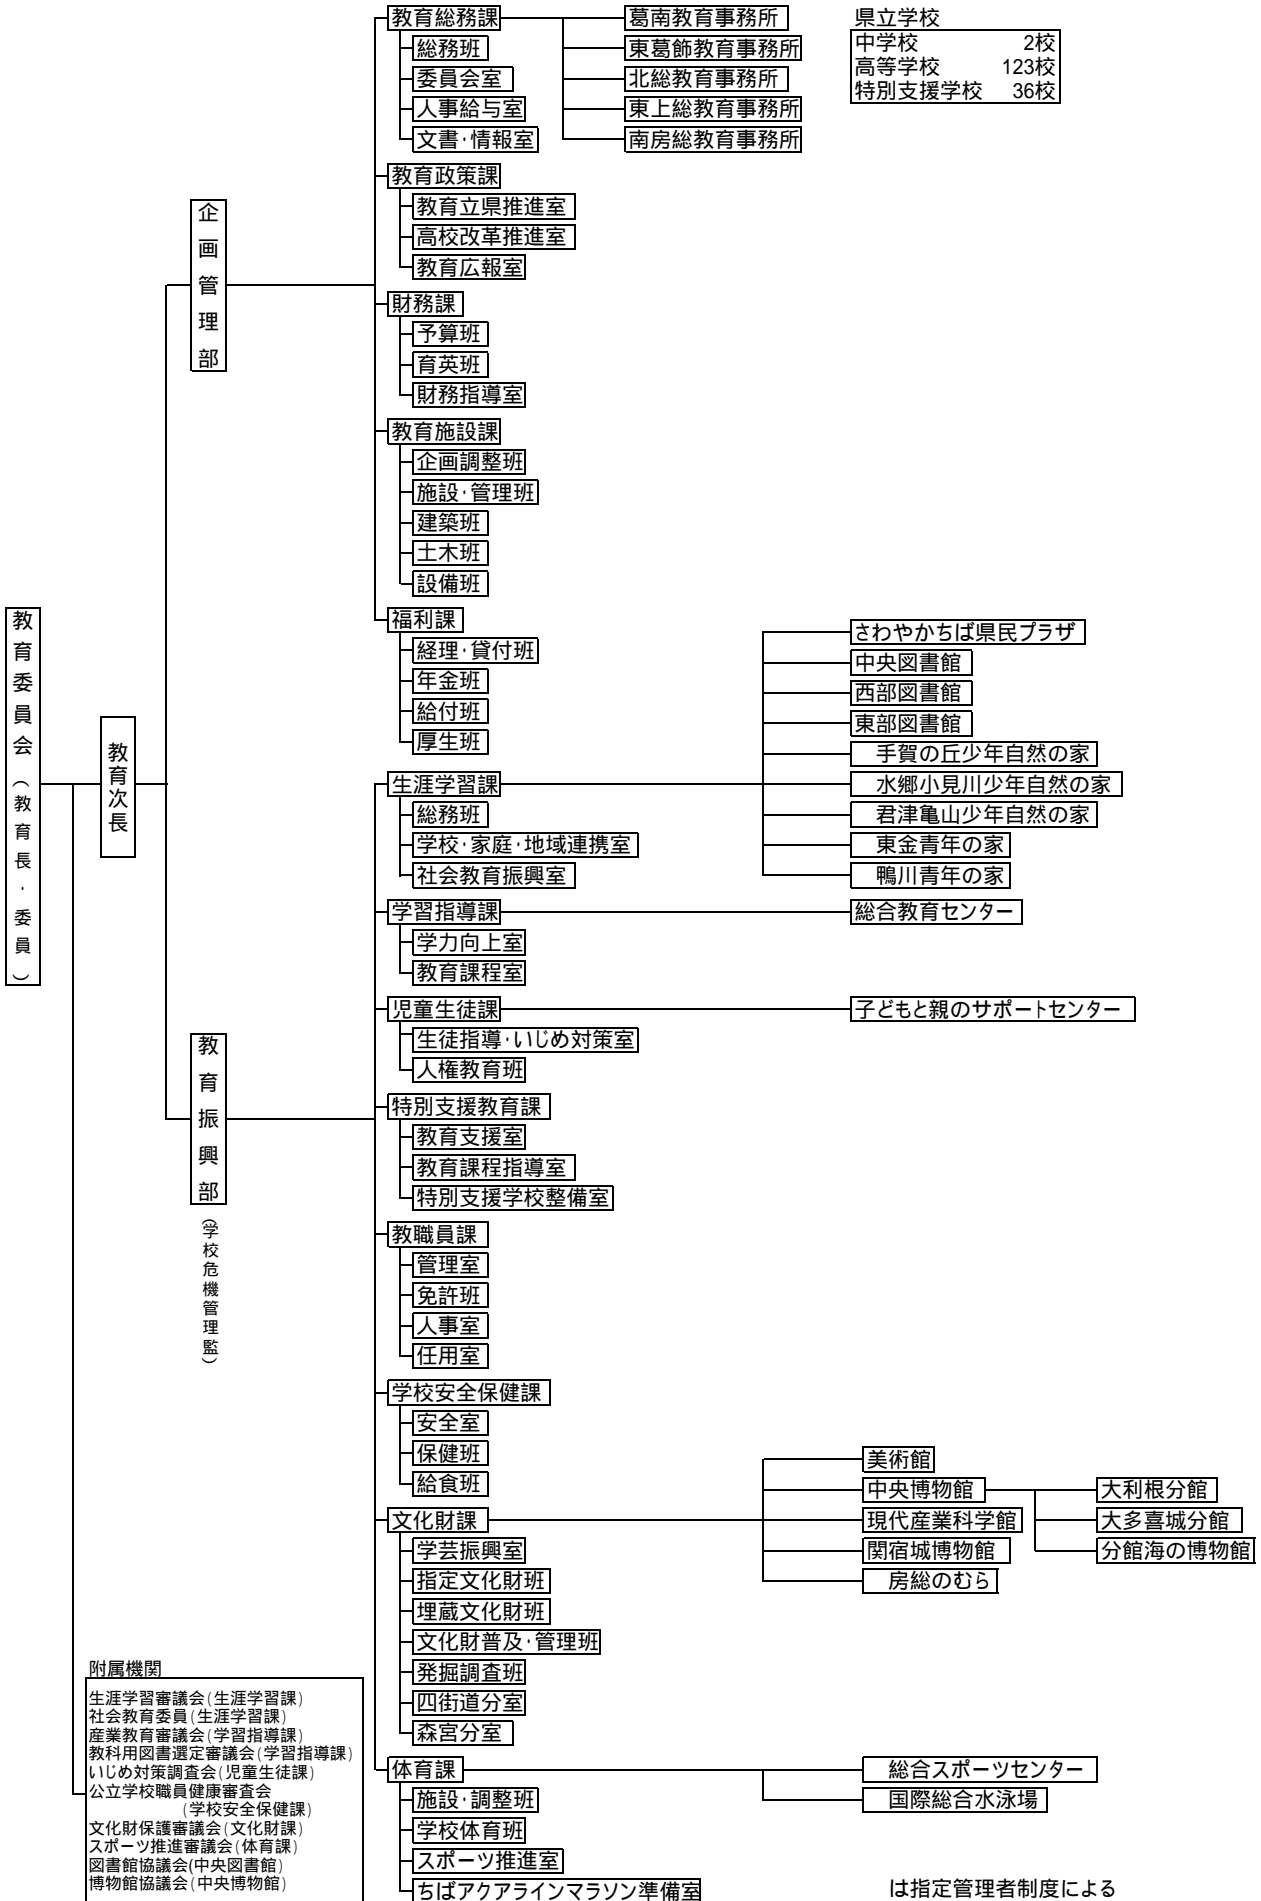 教育委員会（教育長・委員）
教育次長
企画管理部
教育総務課
総務班
委員会室
人事給与室
文書・情報室
葛南教育事務所
東葛飾教育事務所
北総教育事務所
東上総教育事務所
南房総教育事務所
県立学校
中学校 2校
高等学校 123校
特別支援学校 36校
教育政策課
教育立県推進室
高校改革推進室
教育広報室
財務課
予算班
育英班
財務指導室
教育施設課
企画調整班
施設・管理班
建築班
土木班
設備班
福利課
経理・貸付班
年金班
給付班
厚生班
教育振興部
（学校危機管理監）
生涯学習課
総務班
学校・家庭・地域連携室
社会教育振興室
さわやかちば県民プラザ
中央図書館
西部図書館
東部図書館
手賀の丘少年自然の家
水郷小見川少年自然の家
君津亀山少年自然の家
東金青年の家
鴨川青年の家
学習指導課
学力向上室
教育課程室
総合教育センター
児童生徒課
生徒指導・いじめ対策室
人権教育班
子どもと親のサポートセンター
特別支援教育課
教育支援室
教育課程指導室
特別支援学校整備室
教職員課
管理室
免許班
人事室
任用室
学校安全保健課
安全室
保健班
給食班
文化財課
学芸振興室
指定文化財班
埋蔵文化財班
文化財普及・管理班
発掘調査班
四街道分室
森宮分室
美術館
中央博物館
現代産業科学館
関宿城博物館
房総のむら
大利根分館
大多喜城分館
分館海の博物館
体育課
施設・調整班
学校体育班
スポーツ推進室
ちばアクアラインマラソン準備室
総合スポーツセンター
国際総合水泳場
附属機関
生涯学習審議会（生涯学習課）
社会教育委員（生涯学習課）
産業教育審議会（学習指導課）
教科用図書選定審議会（学習指導課）
いじめ対策調査会（児童生徒課）
公立学校職員健康審査会
（学校安全保健課）
文化財保護審議会（文化財課）
スポーツ推進審議会（体育課）
図書館協議会(中央図書館）
博物館協議会（中央博物館）
は指定管理者制度による